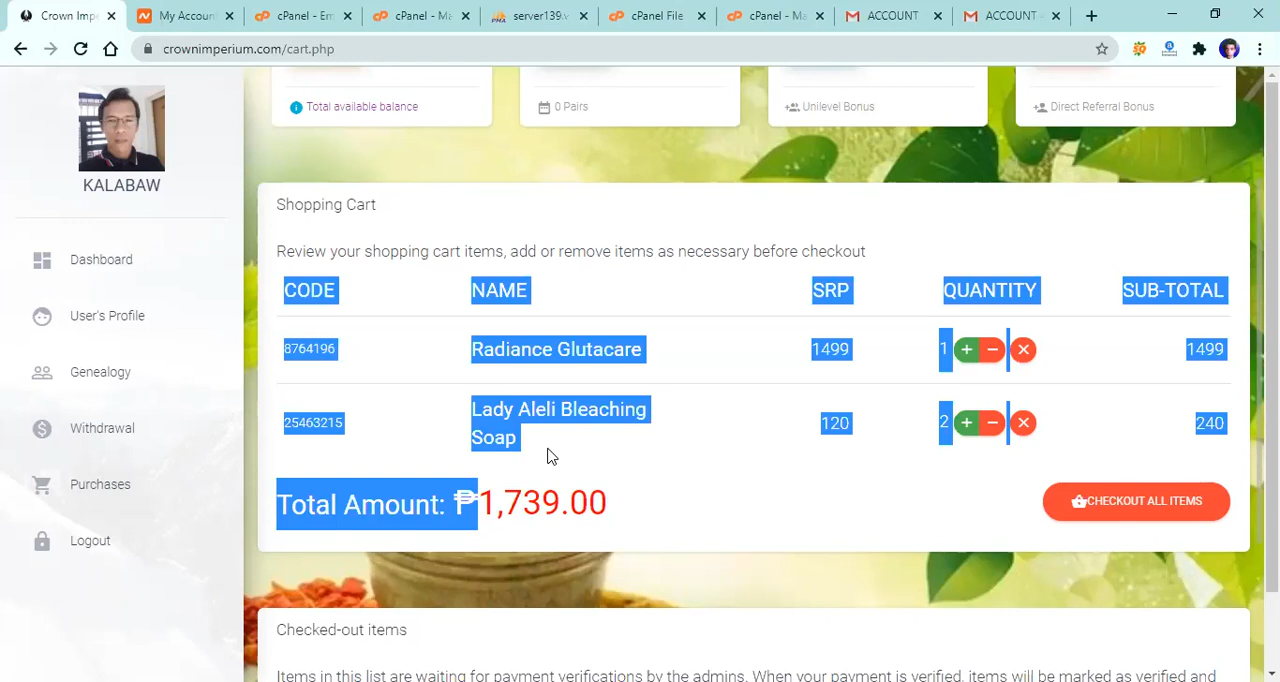 Crown Imp
My Accoun
cPanel - Em
cPanel - Ma
server139.v
cPanel File
cPanel - Ma
ACCOUNT
ACCOUNT
crownimperium.com/cart.php
Total available balance
0 Pairs
Unilevel Bonus
Direct Referral Bonus
KALABAW
Dashboard
User's Profile
Genealogy
Withdrawal
Purchases
Logout
Shopping Cart
Review your shopping cart items, add or remove items as necessary before checkout
CODE NAME SRP QUANTITY SUB-TOTAL
8764196 Radiance Glutacare 1499 1 + − × 1499
25463215 Lady Aleli Bleaching Soap 120 2 + − × 240
Total Amount: ₱1,739.00
CHECKOUT ALL ITEMS
Checked-out items
Items in this list are waiting for payment verifications by the admins. When your payment is verified, items will be marked as verified and